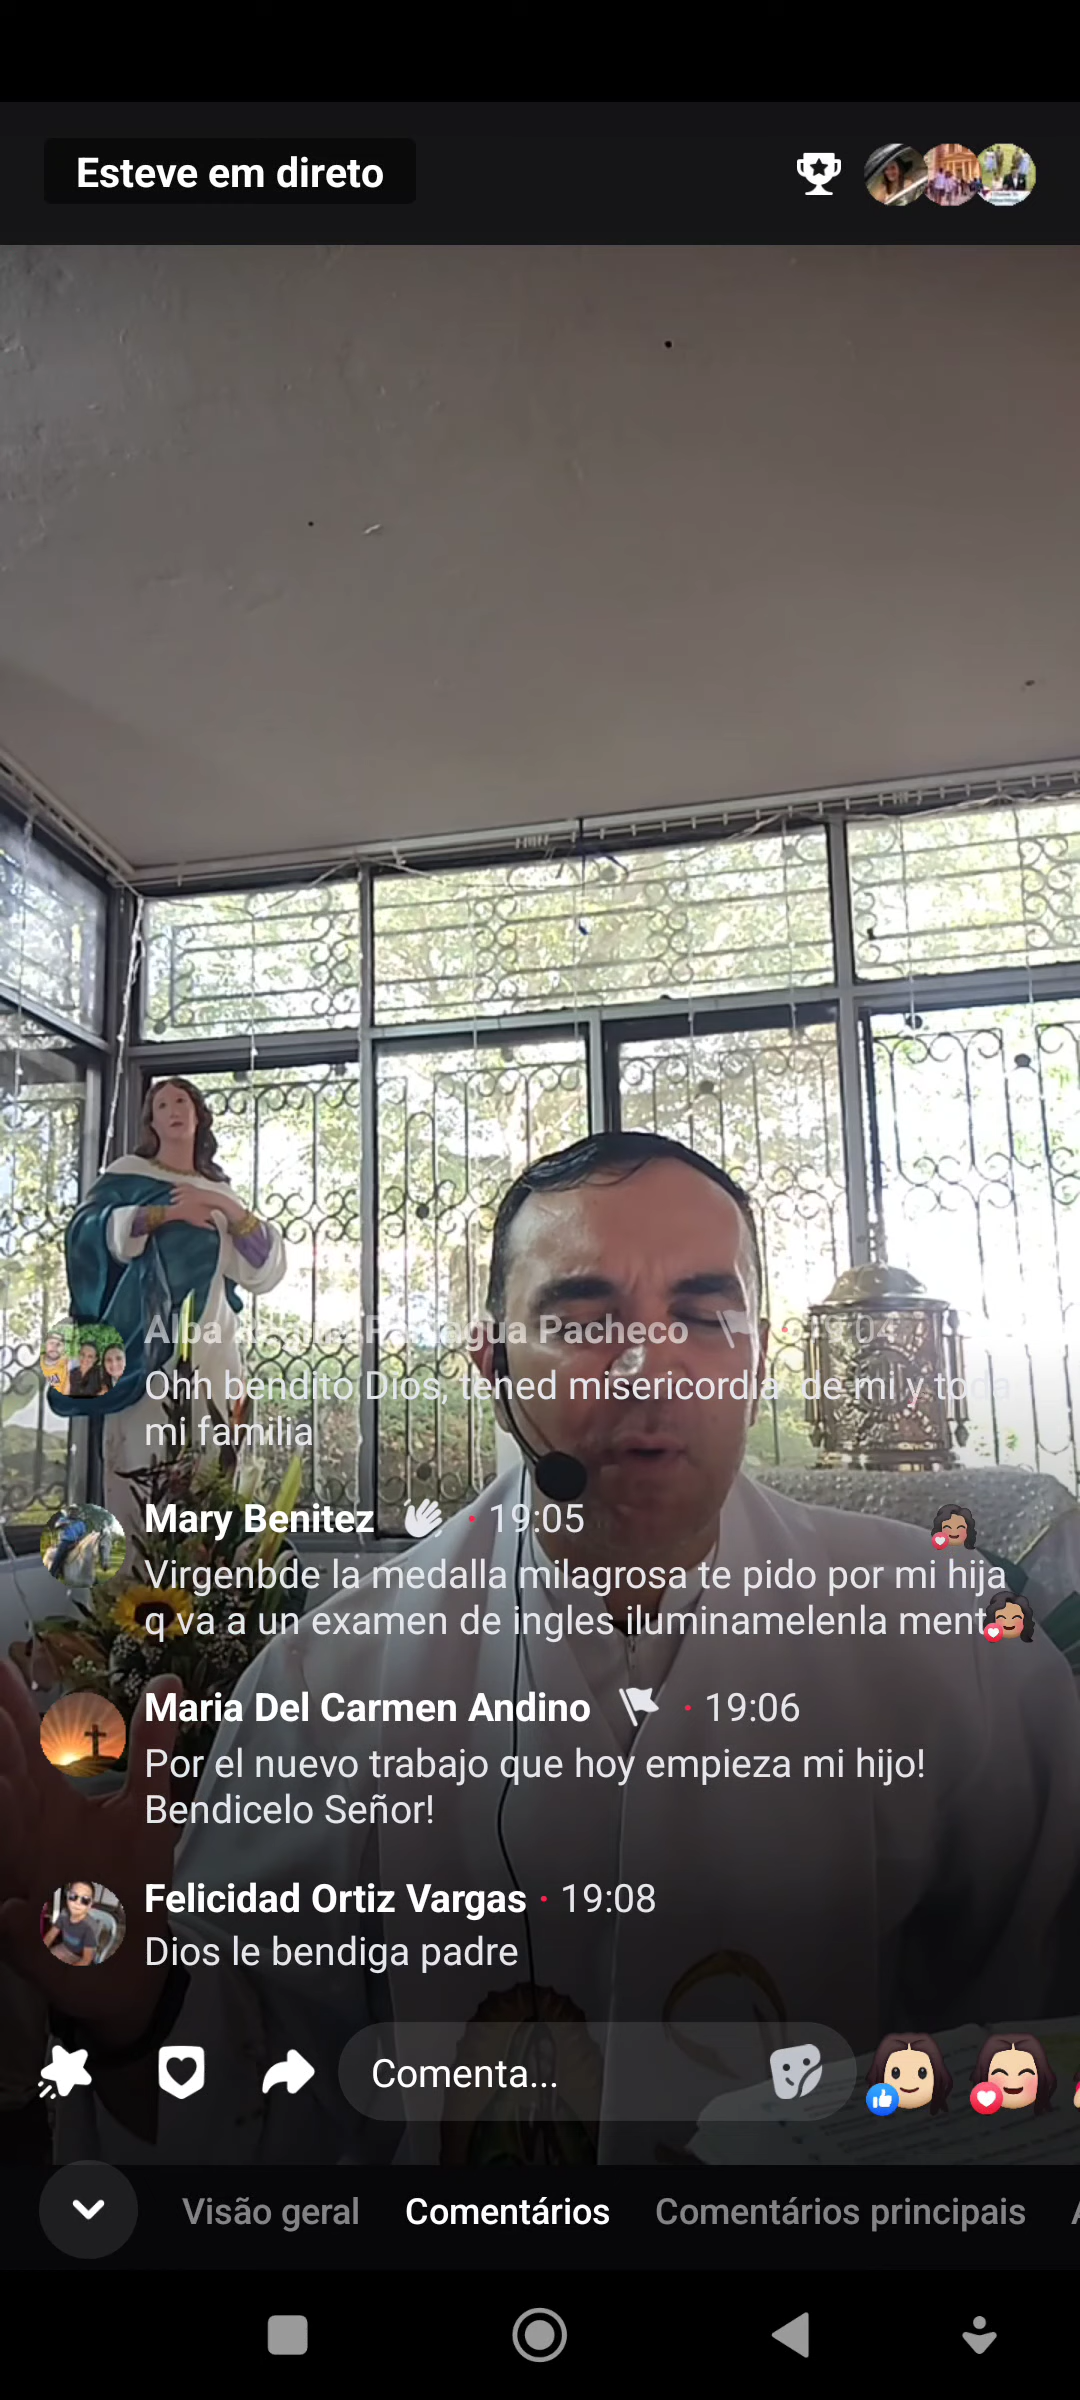 Esteve em direto
Alba
Pacheco
Ohh bendito Dios, tened misericordia de mi y toda
mi familia
Mary Benitez · 19:05
Virgenbde la medalla milagrosa te pido por mi hija
q va a un examen de ingles iluminamelenla ment
Maria Del Carmen Andino · 19:06
Por el nuevo trabajo que hoy empieza mi hijo!
Bendicelo Señor!
Felicidad Ortiz Vargas · 19:08
Dios le bendiga padre
Comenta...
Visão geral Comentários Comentários principais